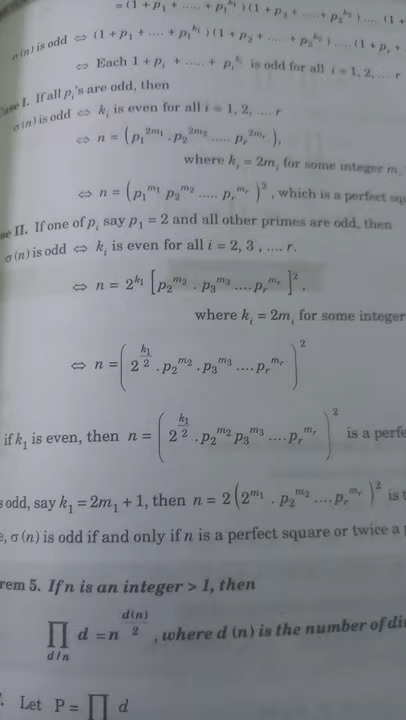 = (1 + p₁ + ..... + p₁^{k₁}) (1 + p₂ + .... + p₂^{k₂}) .... (1 +
σ(n) is odd ⇔ (1 + p₁ + .... + p₁^{k₁}) (1 + p₂ + .... + p₂^{k₂}) .... (1 + pᵣ +
⇔ Each 1 + pᵢ + ..... + pᵢ^{kᵢ} is odd for all i = 1, 2, .... r
ase I. If all pᵢ's are odd, then
σ(n) is odd ⇔ kᵢ is even for all i = 1, 2, .... r
⇔ n = (p₁^{2m₁} . p₂^{2m₂} ..... pᵣ^{2mᵣ}),
where kᵢ = 2mᵢ for some integer m
⇔ n = (p₁^{m₁} p₂^{m₂} ..... pᵣ^{mᵣ})², which is a perfect squ
se II. If one of pᵢ say p₁ = 2 and all other primes are odd, then
σ(n) is odd ⇔ kᵢ is even for all i = 2, 3 , .... r.
⇔ n = 2^{k₁} [p₂^{m₂} . p₃^{m₃} .... pᵣ^{mᵣ}]².
where kᵢ = 2mᵢ for some integer
⇔ n = (2^{k₁/2} . p₂^{m₂} . p₃^{m₃} .... pᵣ^{mᵣ})²
if k₁ is even, then n = (2^{k₁/2} . p₂^{m₂} p₃^{m₃} .... pᵣ^{mᵣ})² is a perfe
s odd, say k₁ = 2m₁ + 1, then n = 2 (2^{m₁} . p₂^{m₂} .... pᵣ^{mᵣ})² is t
e, σ(n) is odd if and only if n is a perfect square or twice a
rem 5. If n is an integer > 1, then
∏_{d/n} d = n^{d(n)/2}, where d (n) is the number of di
. Let P = ∏ d